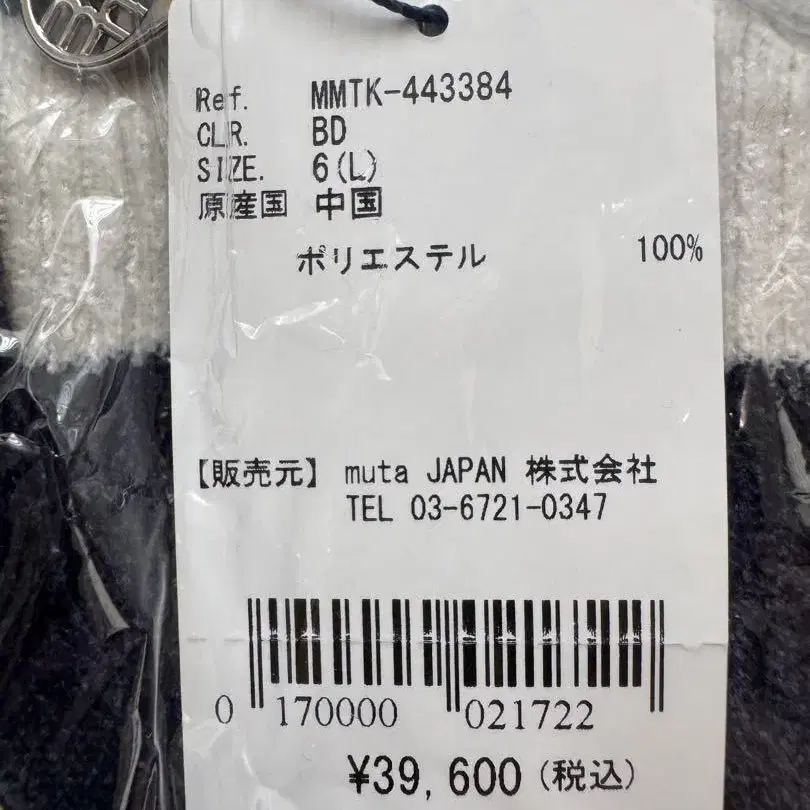 Ref. MMTK-443384
CLR. BD
SIZE. 6(L)
原産国 中国
ポリエステル 100%
【販売元】 muta JAPAN 株式会社
TEL 03-6721-0347
0 170000 021722
¥39,600(税込)